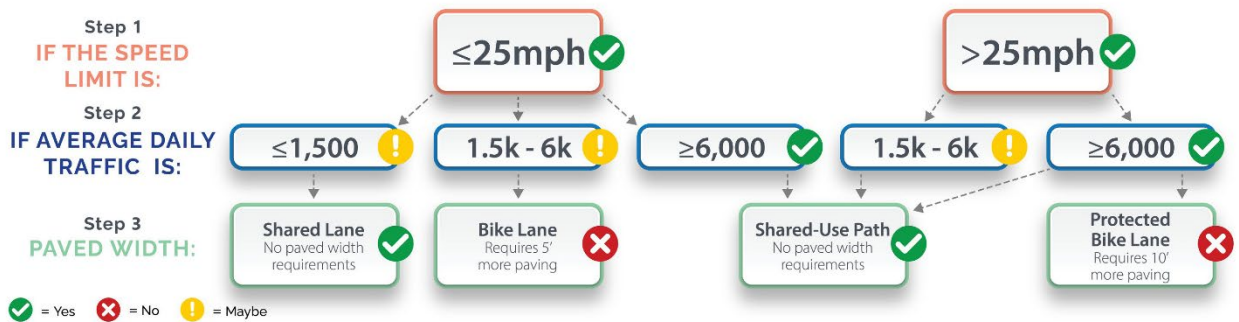 Step 1
IF THE SPEED
LIMIT IS:
≤25mph
>25mph
Step 2
IF AVERAGE DAILY
TRAFFIC IS:
≤1,500
1.5k - 6k
≥6,000
1.5k - 6k
≥6,000
Step 3
PAVED WIDTH:
Shared Lane
No paved width
requirements
Bike Lane
Requires 5'
more paving
Shared-Use Path
No paved width
requirements
Protected
Bike Lane
Requires 10'
more paving
= Yes
= No
= Maybe